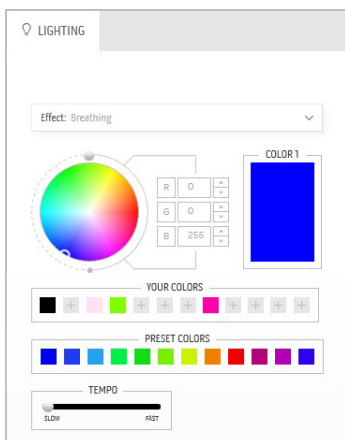 LIGHTING
Effect: Breathing
COLOR 1
R 0
G 0
B 255
YOUR COLORS
PRESET COLORS
TEMPO
SLOW FAST